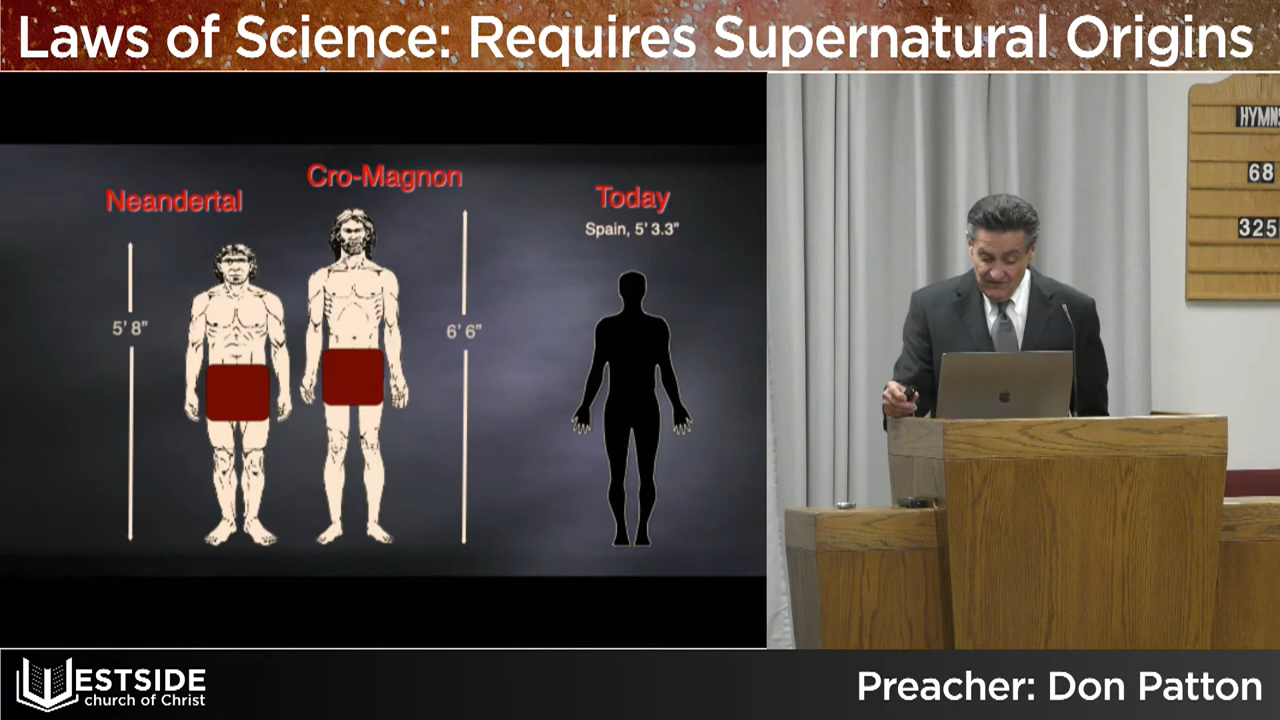 Laws of Science: Requires Supernatural Origins
Neandertal
Cro-Magnon
Today
Spain, 5' 3.3"
5' 8"
6' 6"
HYMNS
68
325
WESTSIDE
church of Christ
Preacher: Don Patton